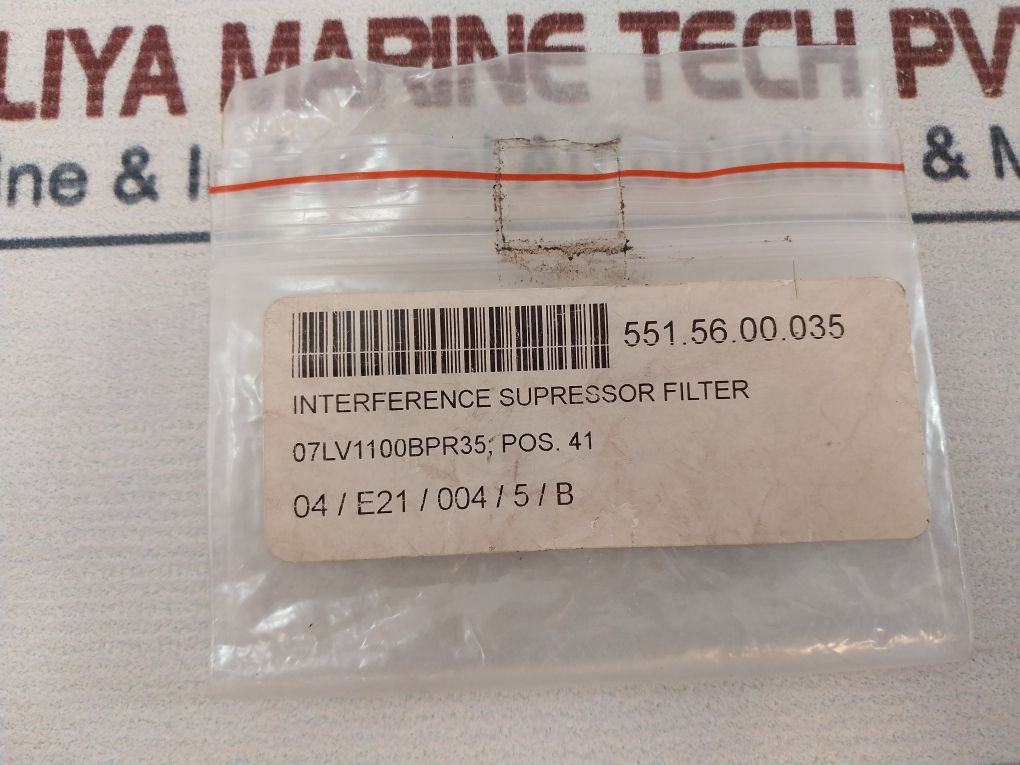 LIYA MARINE TECH PV
ine & I & M
551.56.00.035
INTERFERENCE SUPRESSOR FILTER
07LV1100BPR35; POS. 41
04 / E21 / 004 / 5 / B